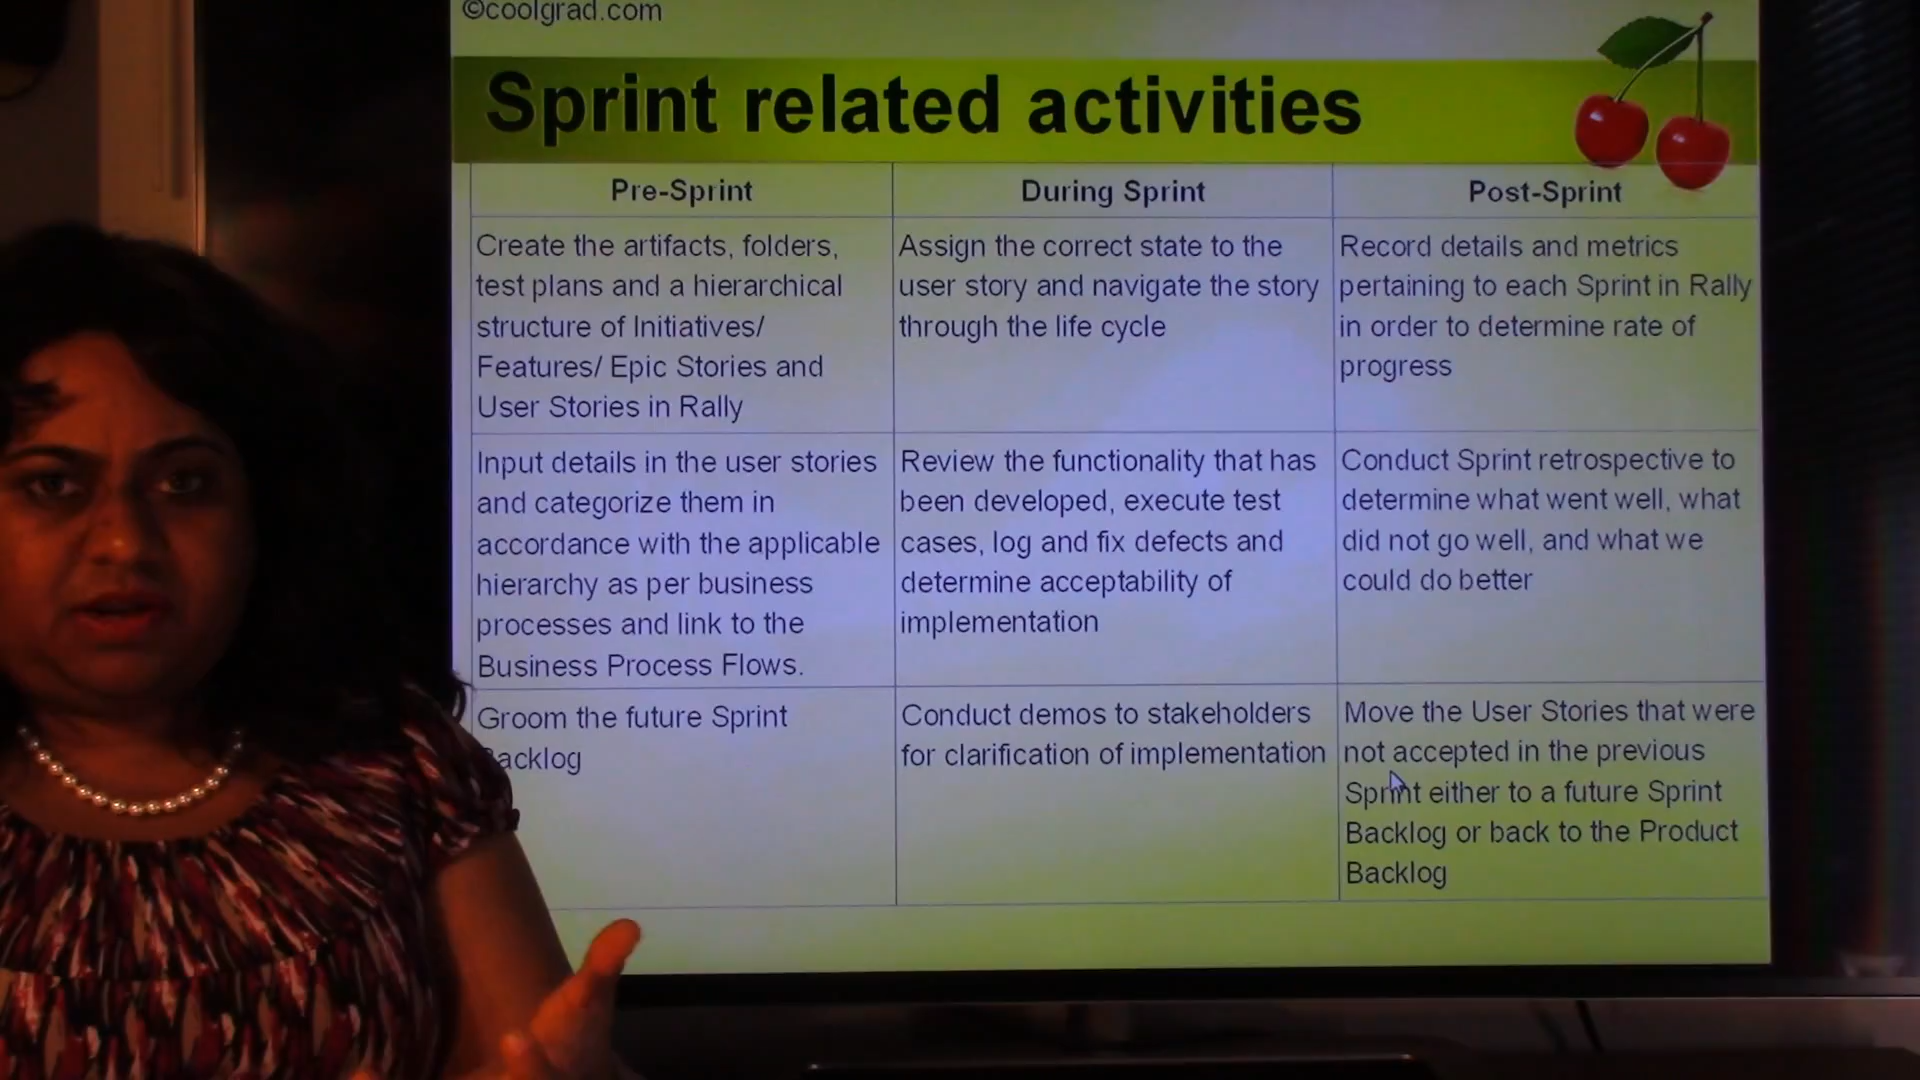 ©coolgrad.com
Sprint related activities
Pre-Sprint
During Sprint
Post-Sprint
Create the artifacts, folders,
test plans and a hierarchical
structure of Initiatives/
Features/ Epic Stories and
User Stories in Rally
Assign the correct state to the
user story and navigate the story
through the life cycle
Record details and metrics
pertaining to each Sprint in Rally
in order to determine rate of
progress
Input details in the user stories
and categorize them in
accordance with the applicable
hierarchy as per business
processes and link to the
Business Process Flows.
Review the functionality that has
been developed, execute test
cases, log and fix defects and
determine acceptability of
implementation
Conduct Sprint retrospective to
determine what went well, what
did not go well, and what we
could do better
Groom the future Sprint
Backlog
Conduct demos to stakeholders
for clarification of implementation
Move the User Stories that were
not accepted in the previous
Sprint either to a future Sprint
Backlog or back to the Product
Backlog